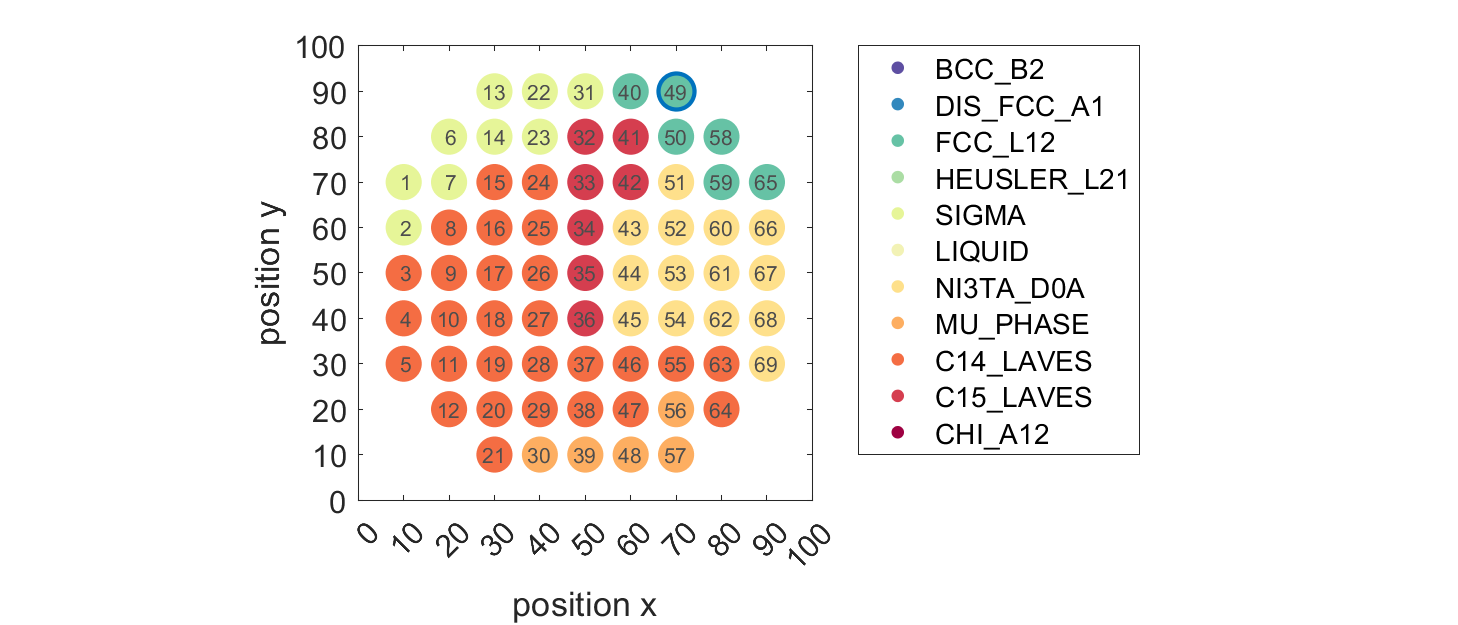 100
90
80
70
60
50
40
30
20
10
0
position y
13 22 31 40 49
6 14 23 32 41 50 58
1 7 15 24 33 42 51 59 65
2 8 16 25 34 43 52 60 66
3 9 17 26 35 44 53 61 67
4 10 18 27 36 45 54 62 68
5 11 19 28 37 46 55 63 69
12 20 29 38 47 56 64
21 30 39 48 57
0 10 20 30 40 50 60 70 80 90 100
position x
BCC_B2
DIS_FCC_A1
FCC_L12
HEUSLER_L21
SIGMA
LIQUID
NI3TA_D0A
MU_PHASE
C14_LAVES
C15_LAVES
CHI_A12